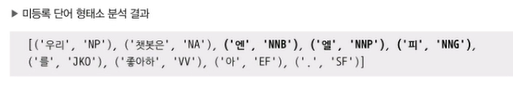 ▶ 미등록 단어 형태소 분석 결과
[('우리', 'NP'), ('챗봇은', 'NA'), ('엔', 'NNB'), ('엘', 'NNP'), ('피', 'NNG'),
('를', 'JKO'), ('좋아하', 'VV'), ('아', 'EF'), ('.', 'SF')]